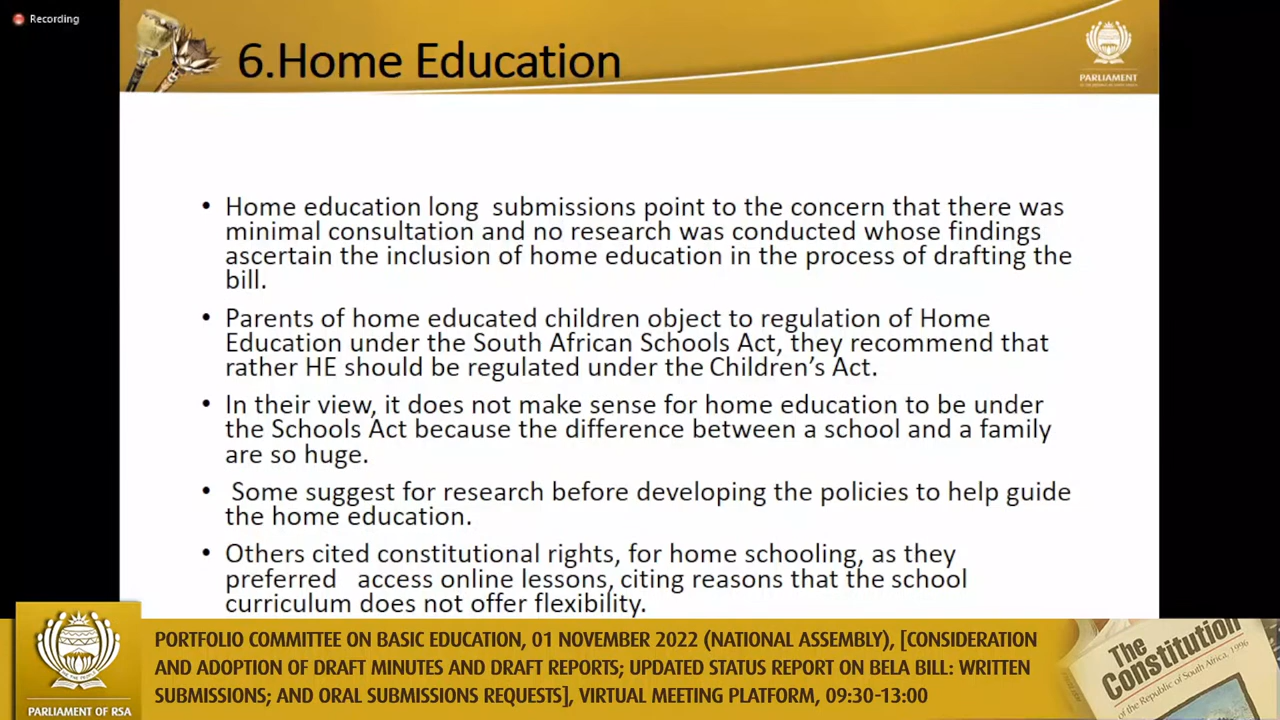 Recording
6.Home Education
PARLIAMENT
• Home education long submissions point to the concern that there was
minimal consultation and no research was conducted whose findings
ascertain the inclusion of home education in the process of drafting the
bill.
• Parents of home educated children object to regulation of Home
Education under the South African Schools Act, they recommend that
rather HE should be regulated under the Children's Act.
• In their view, it does not make sense for home education to be under
the Schools Act because the difference between a school and a family
are so huge.
• Some suggest for research before developing the policies to help guide
the home education.
• Others cited constitutional rights, for home schooling, as they
preferred access online lessons, citing reasons that the school
curriculum does not offer flexibility.
PARLIAMENT OF RSA
PORTFOLIO COMMITTEE ON BASIC EDUCATION, 01 NOVEMBER 2022 (NATIONAL ASSEMBLY), [CONSIDERATION
AND ADOPTION OF DRAFT MINUTES AND DRAFT REPORTS; UPDATED STATUS REPORT ON BELA BILL: WRITTEN
SUBMISSIONS; AND ORAL SUBMISSIONS REQUESTS], VIRTUAL MEETING PLATFORM, 09:30-13:00
The
Constitution
of the Republic of South Africa, 1996